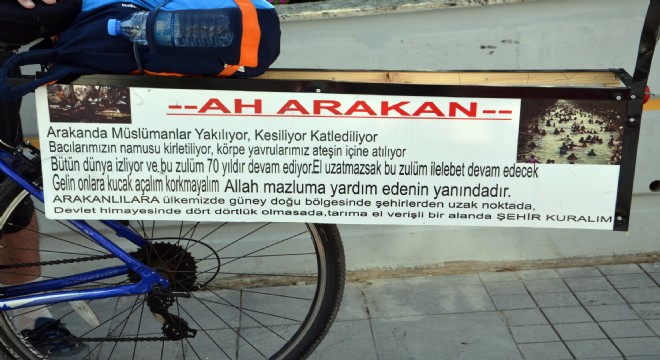 --AH ARAKAN--
Arakanda Müslümanlar Yakılıyor, Kesiliyor Katlediliyor
Bacılarımızın namusu kirletiliyor, körpe yavrularımız ateşin içine atılıyor
Bütün dünya izliyor ve bu zulüm 70 yıldır devam ediyor.El uzatmazsak bu zulüm ilelebet devam edecek
Gelin onlara kucak açalım korkmayalım Allah mazluma yardım edenin yanındadır.
ARAKANLILARA ülkemizde güney doğu bölgesinde şehirlerden uzak noktada,
Devlet himayesinde dört dörtlük olmasada,tarıma el verişli bir alanda ŞEHİR KURALIM